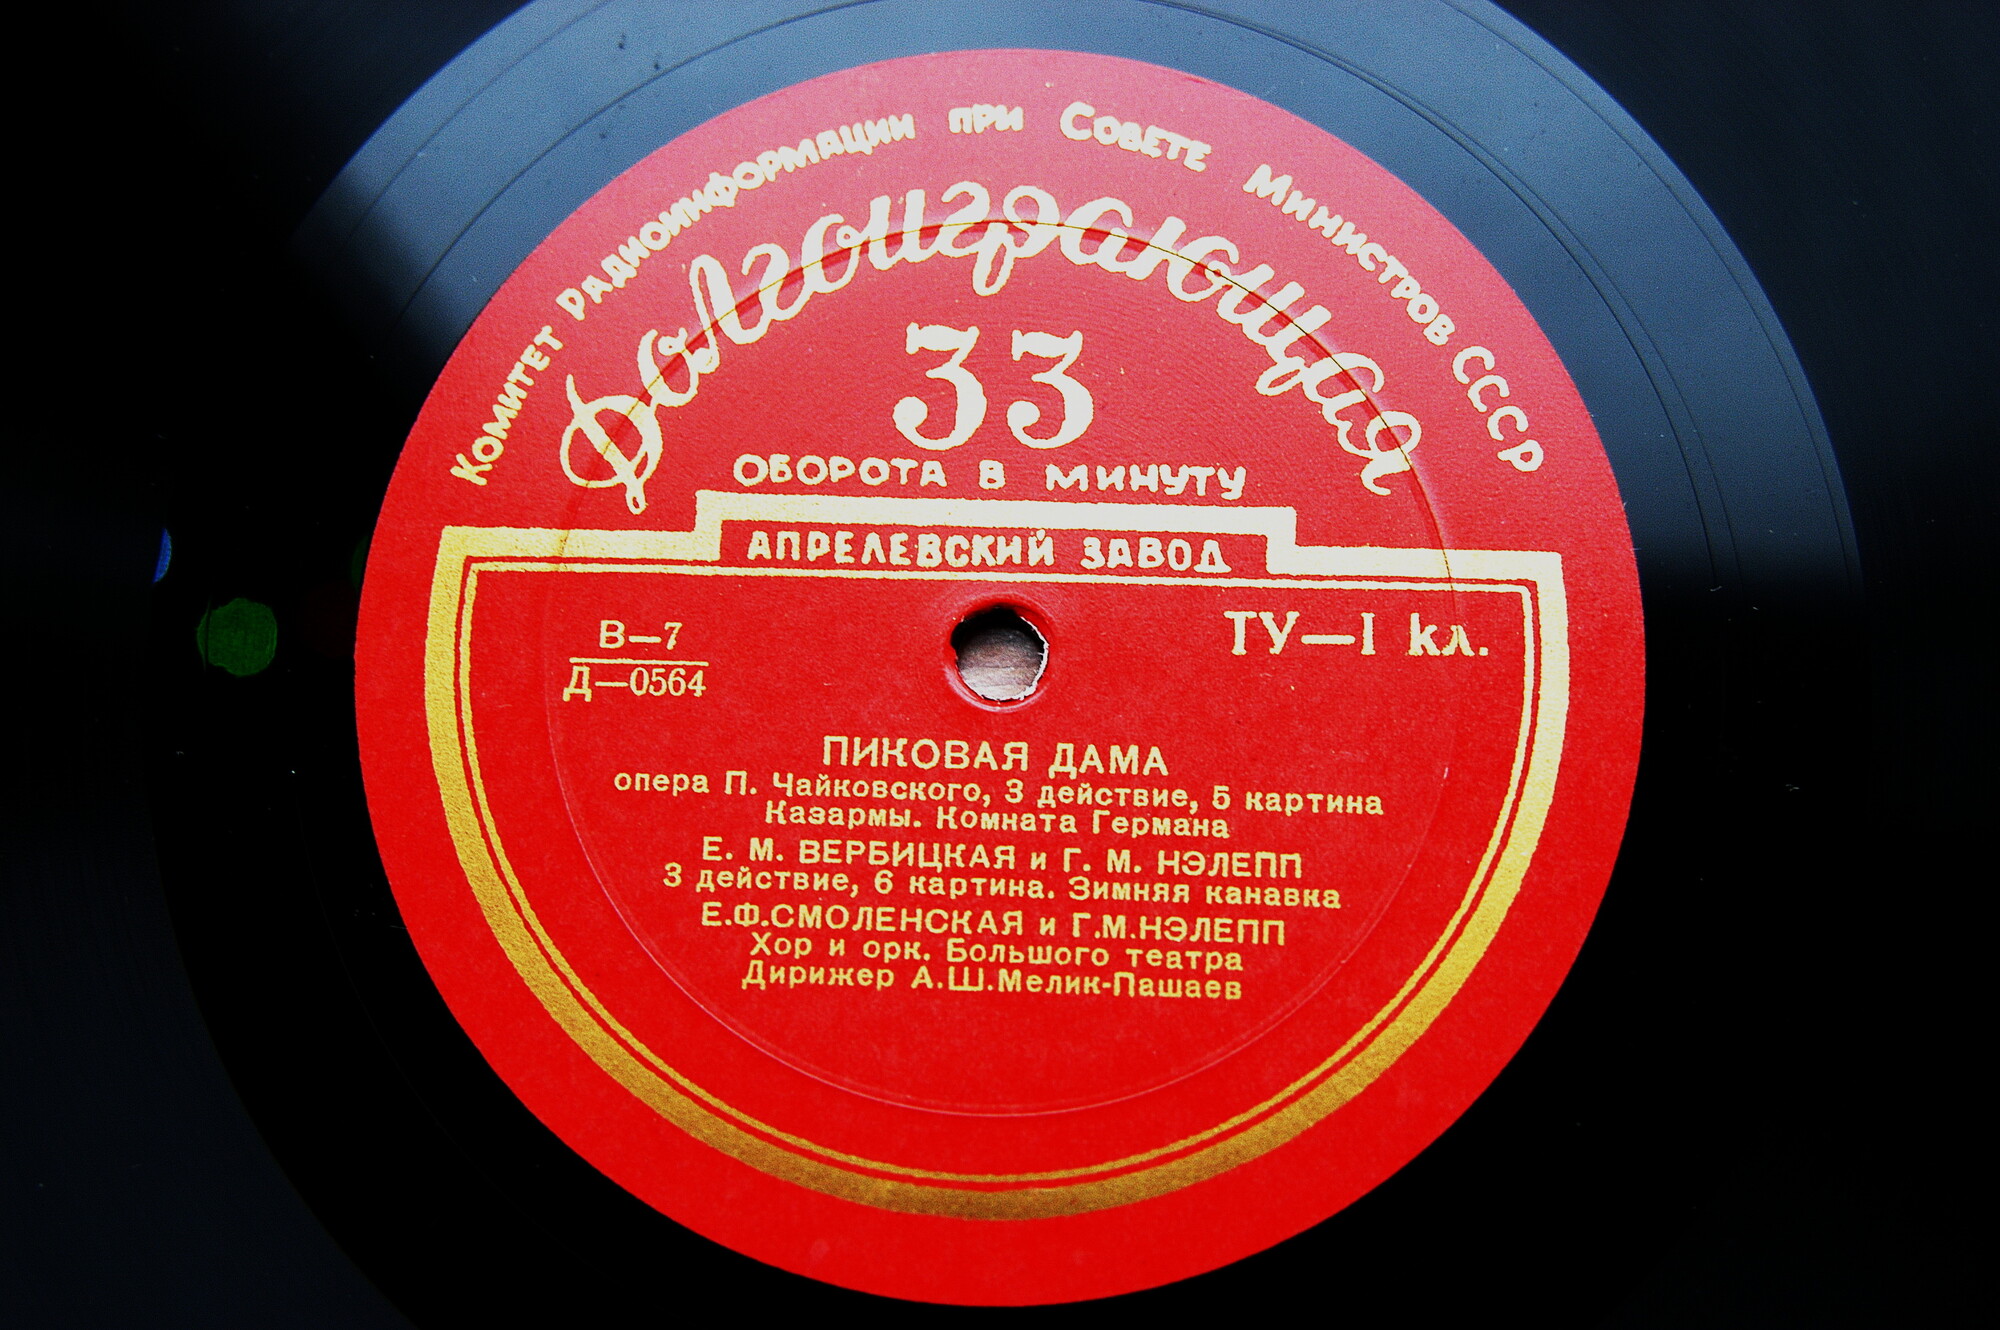 Комитет Радиоинформации при Совете Министров СССР
Долгоиграющая
33
ОБОРОТА В МИНУТУ
АПРЕЛЕВСКИЙ ЗАВОД
В—7
Д—0564
ТУ—I кл.
ПИКОВАЯ ДАМА
опера П. Чайковского, 3 действие, 5 картина
Казармы. Комната Германа
Е. М. ВЕРБИЦКАЯ и Г. М. НЭЛЕПП
3 действие, 6 картина. Зимняя канавка
Е.Ф.СМОЛЕНСКАЯ и Г.М.НЭЛЕПП
Хор и орк. Большого театра
Дирижер А.Ш.Мелик-Пашаев